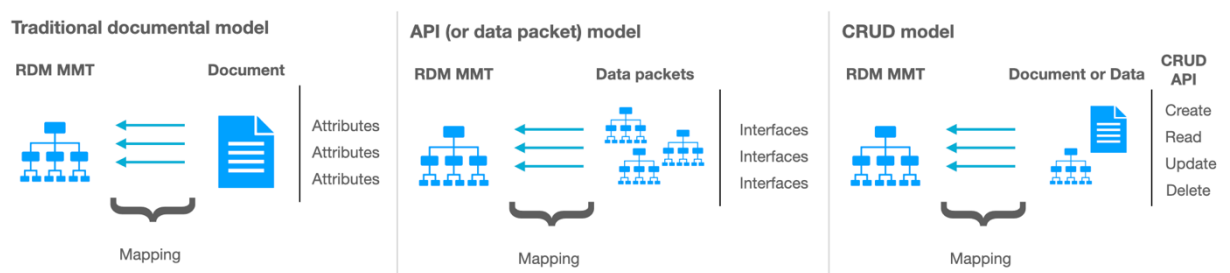 Traditional documental model
RDM MMT
Document
Attributes
Attributes
Attributes
Mapping
API (or data packet) model
RDM MMT
Data packets
Interfaces
Interfaces
Interfaces
Mapping
CRUD model
RDM MMT
Document or Data
CRUD
API
Create
Read
Update
Delete
Mapping